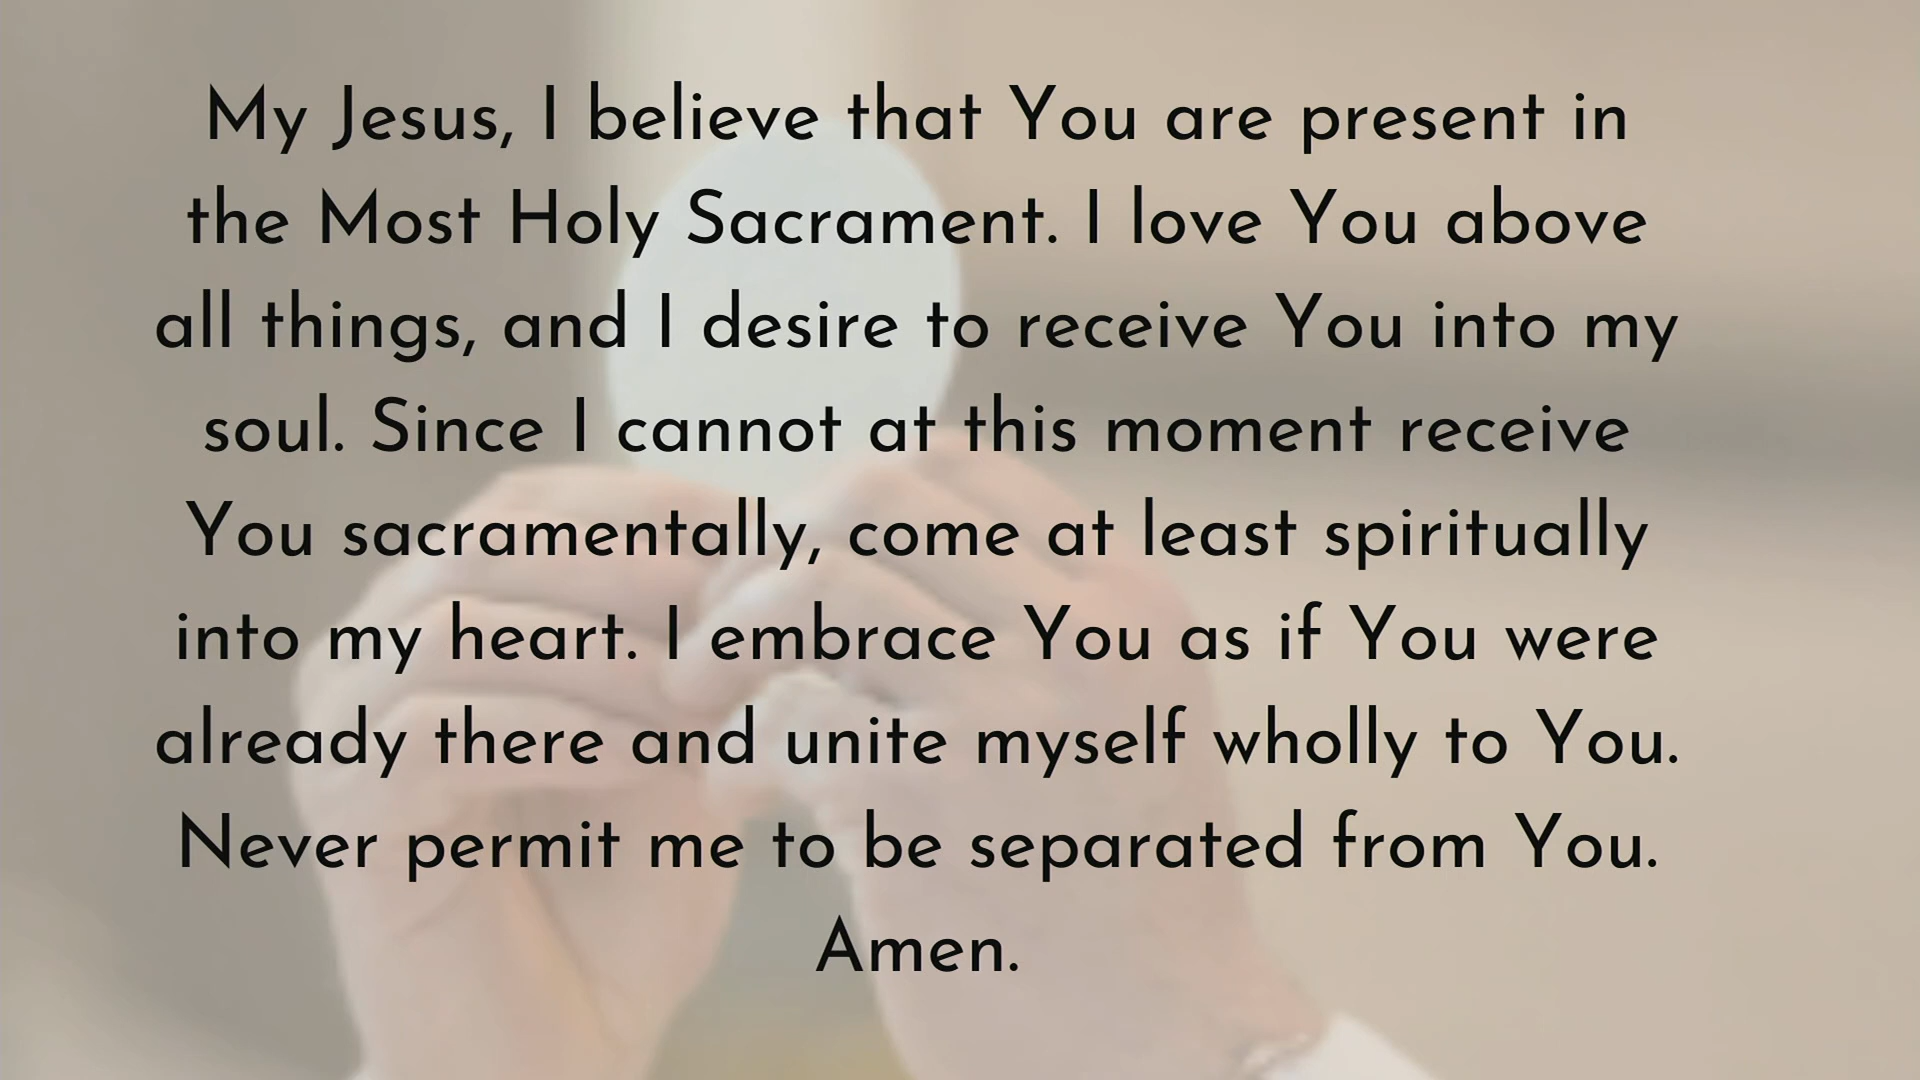 My Jesus, I believe that You are present in
the Most Holy Sacrament. I love You above
all things, and I desire to receive You into my
soul. Since I cannot at this moment receive
You sacramentally, come at least spiritually
into my heart. I embrace You as if You were
already there and unite myself wholly to You.
Never permit me to be separated from You.
Amen.